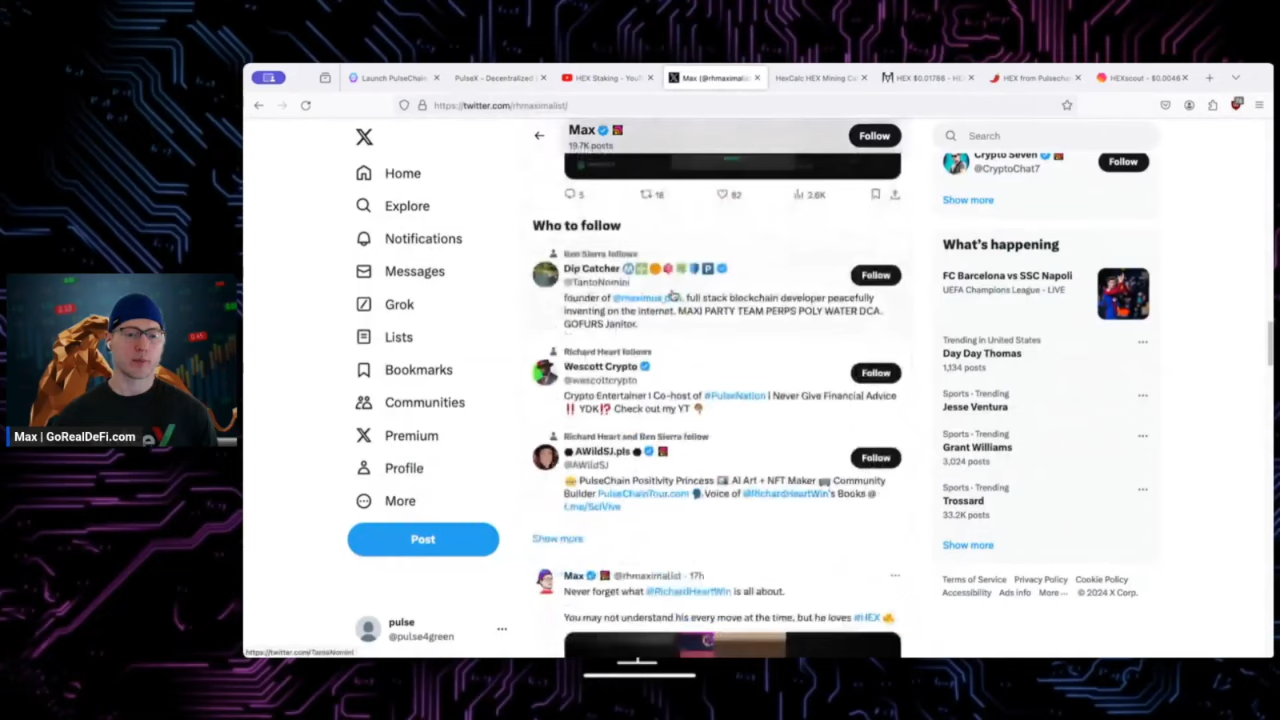 Launch PulseChain
PulseX - Decentralized
HEX Staking - You
Max (@rhmaximalis
HexCalc HEX Mining Ca
HEX $0.01786 - HE
HEX from Pulsecha
HEXscout - $0.0046
https://twitter.com/rhmaximalist/
Max
19.7K posts
Follow
Search
Home
Explore
Notifications
Messages
Grok
Lists
Bookmarks
Communities
Premium
Profile
More
Post
pulse
@pulse4green
5
18
82
2.6K
Who to follow
Ben Sierra follows
Dip Catcher
@TantoNomini
Follow
founder of @maximus_ full stack blockchain developer peacefully
inventing on the internet. MAXI PARTY TEAM PERPS POLY WATER DCA.
GOFURS Janitor.
Richard Heart follows
Wescott Crypto
@wescottcrypto
Follow
Crypto Entertainer I Co-host of #PulseNation I Never Give Financial Advice
‼️ YDK⁉️ Check out my YT
Richard Heart and Ben Sierra follow
AWildSJ.pls
@AWildSJ
Follow
PulseChain Positivity Princess AI Art + NFT Maker Community
Builder PulseChainTour.com Voice of @RichardHeartWin's Books @
t.me/SciVive
Show more
Max @rhmaximalist · 17h
Never forget what @RichardHeartWin is all about.
You may not understand his every move at the time, but he loves #HEX
Crypto Seven
@CryptoChat7
Follow
Show more
What's happening
FC Barcelona vs SSC Napoli
UEFA Champions League · LIVE
Trending in United States
Day Day Thomas
1,134 posts
Sports · Trending
Jesse Ventura
Sports · Trending
Grant Williams
3,024 posts
Sports · Trending
Trossard
33.2K posts
Show more
Terms of Service Privacy Policy Cookie Policy
Accessibility Ads info More ··· © 2024 X Corp.
https://twitter.com/TantoNomini
Max | GoRealDeFi.com